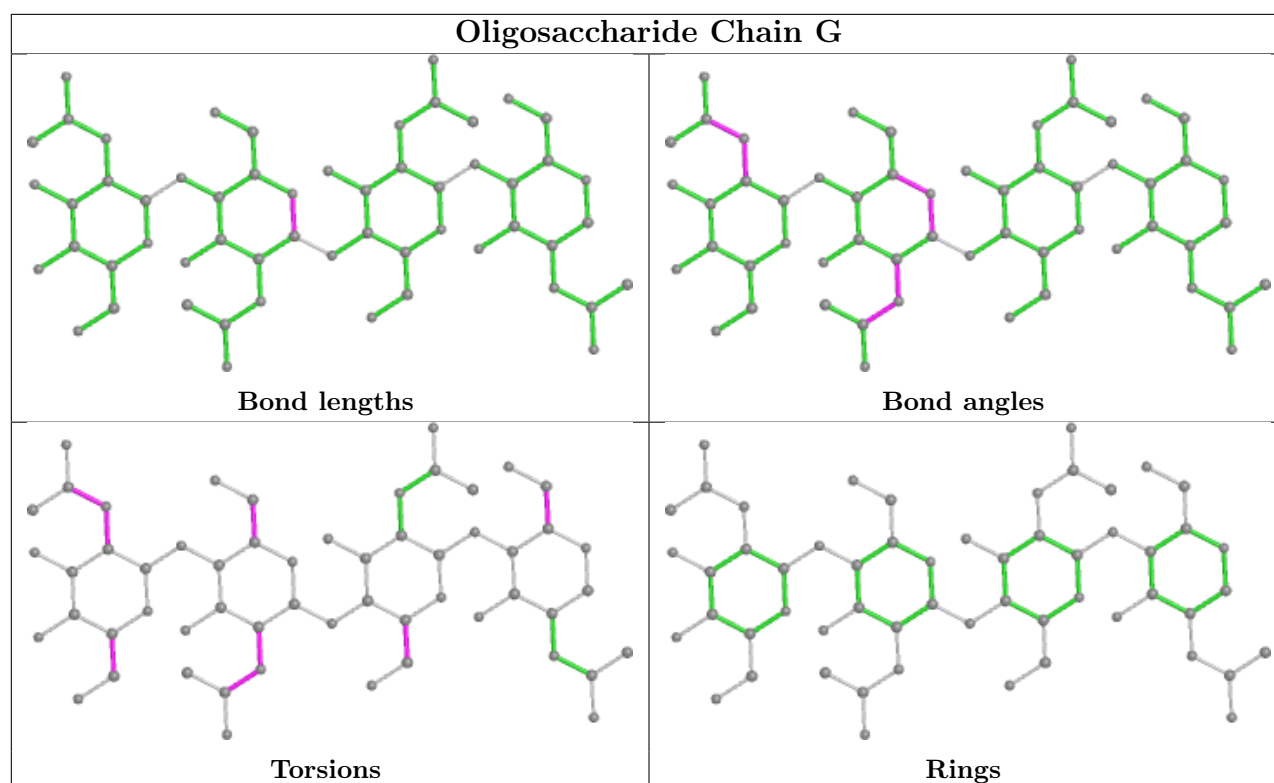 Oligosaccharide Chain G
Bond lengths
Bond angles
Torsions
Rings